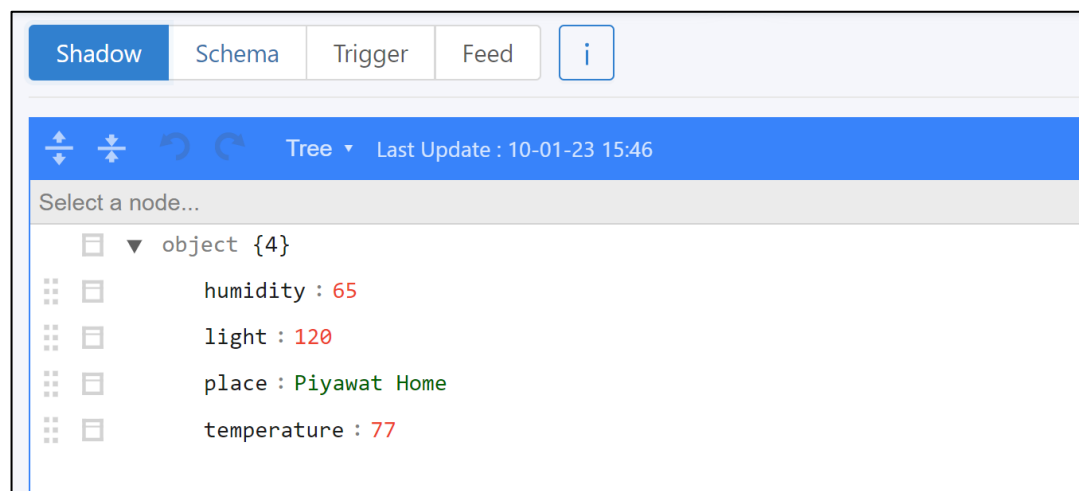 Shadow Schema Trigger Feed i
Tree Last Update : 10-01-23 15:46
Select a node...
object {4}
humidity : 65
light : 120
place : Piyawat Home
temperature : 77